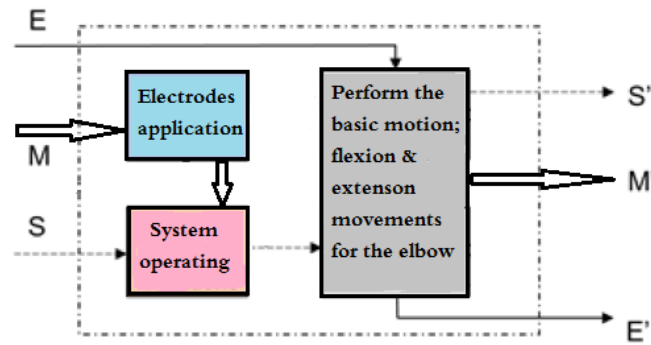 E
Electrodes
application
M
S
System
operating
Perform the
basic motion;
flexion &
extenson
movements
for the elbow
S'
M
E'